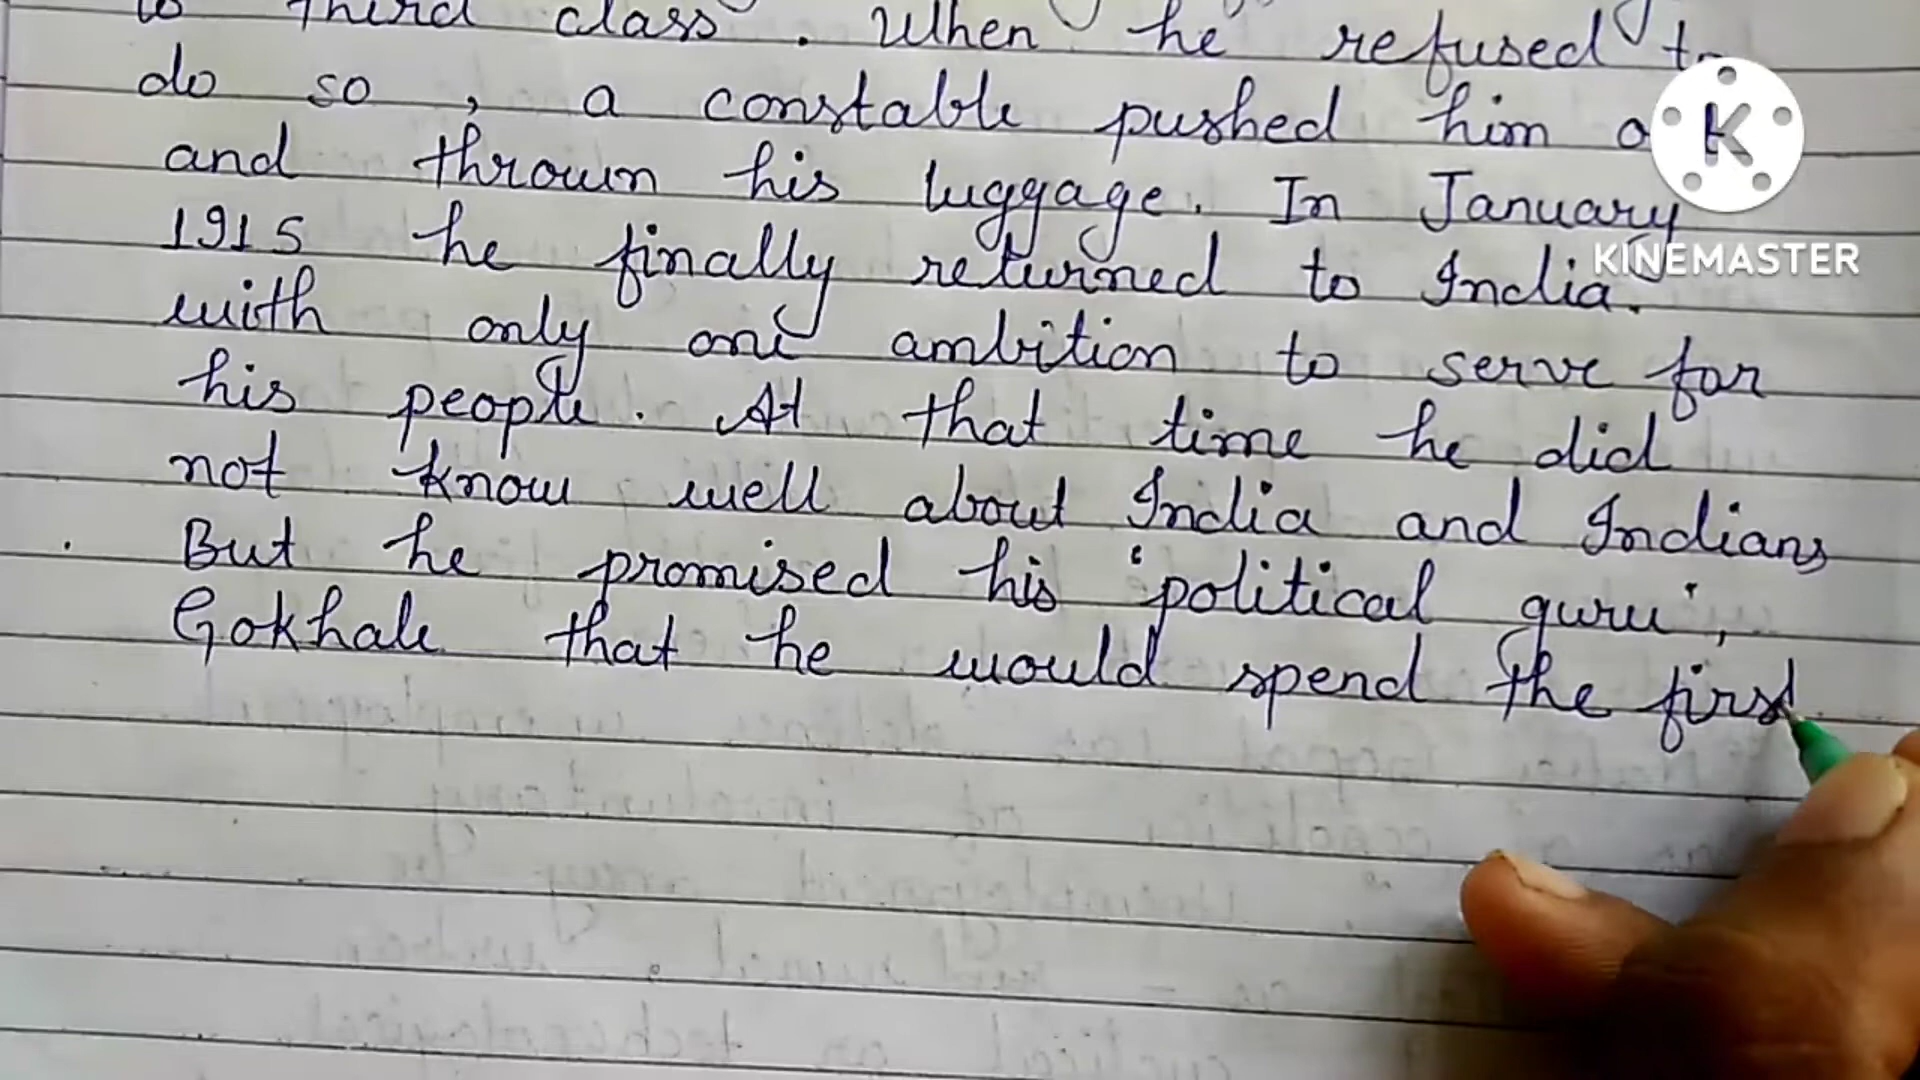 to third class. When he refused to
do so, a constable pushed him
and thrown his luggage. In January
1915 he finally returned to India.
with only one ambition to serve for
his people. At that time he did
not know well about India and Indians
But he promised his 'political guru',
Gokhale that he would spend the first
K
KINEMASTER